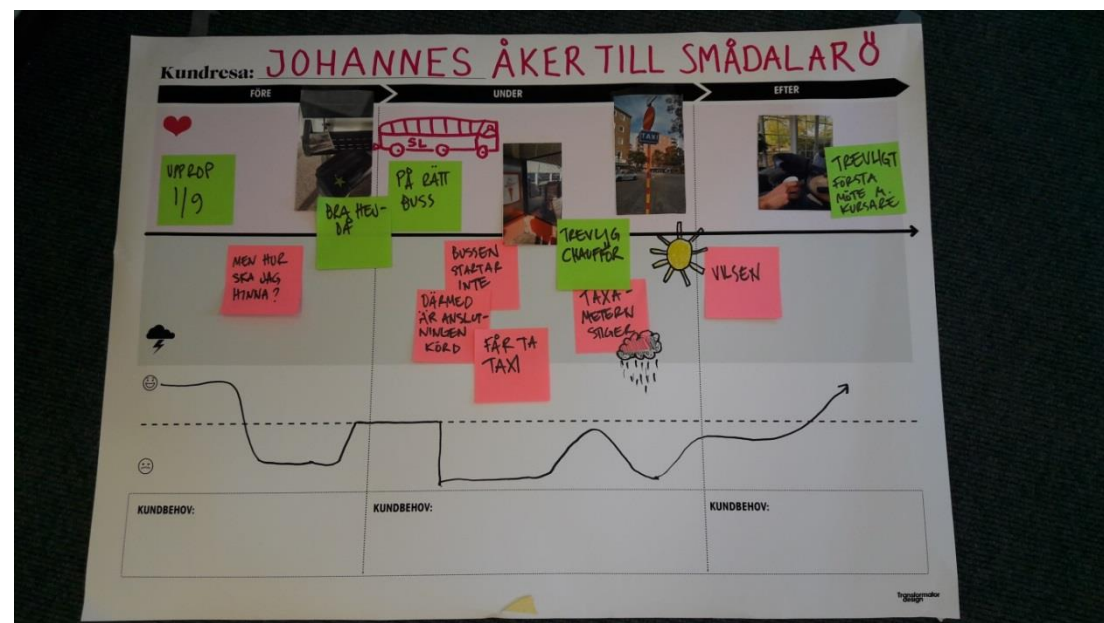 Kundresa: JOHANNES ÅKER TILL SMÅDALARÖ
FÖRE
UNDER
EFTER
UPPROP
1/9
BRA HEJ-
DÅ
SL
PÅ RÄTT
BUSS
TAXI
TREVLIG
CHAUFFÖR
TREVLIGT
FÖRSTA
MÖTE M.
KURSARE
MEN HUR
SKA JAG
HINNA?
BUSSEN
STARTAR
INTE
DÄRMED
ÄR ANSLUT-
NINGEN
KÖRD
FÅR TA
TAXI
TAXA-
METERN
STIGER
VILSEN
KUNDBEHOV:
KUNDBEHOV:
KUNDBEHOV:
Transformator
design